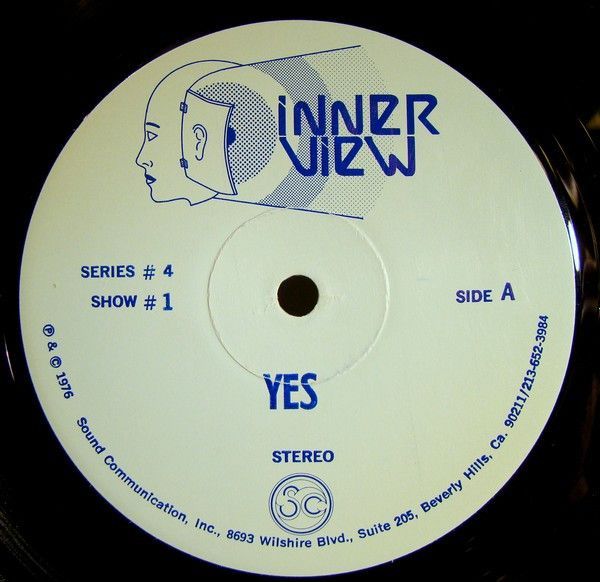 INNER
VIEW
SERIES # 4
SHOW # 1
SIDE A
YES
STEREO
SC
℗ & © 1976 Sound Communication, Inc., 8693 Wilshire Blvd., Suite 205, Beverly Hills, Ca. 90211/213-652-3984